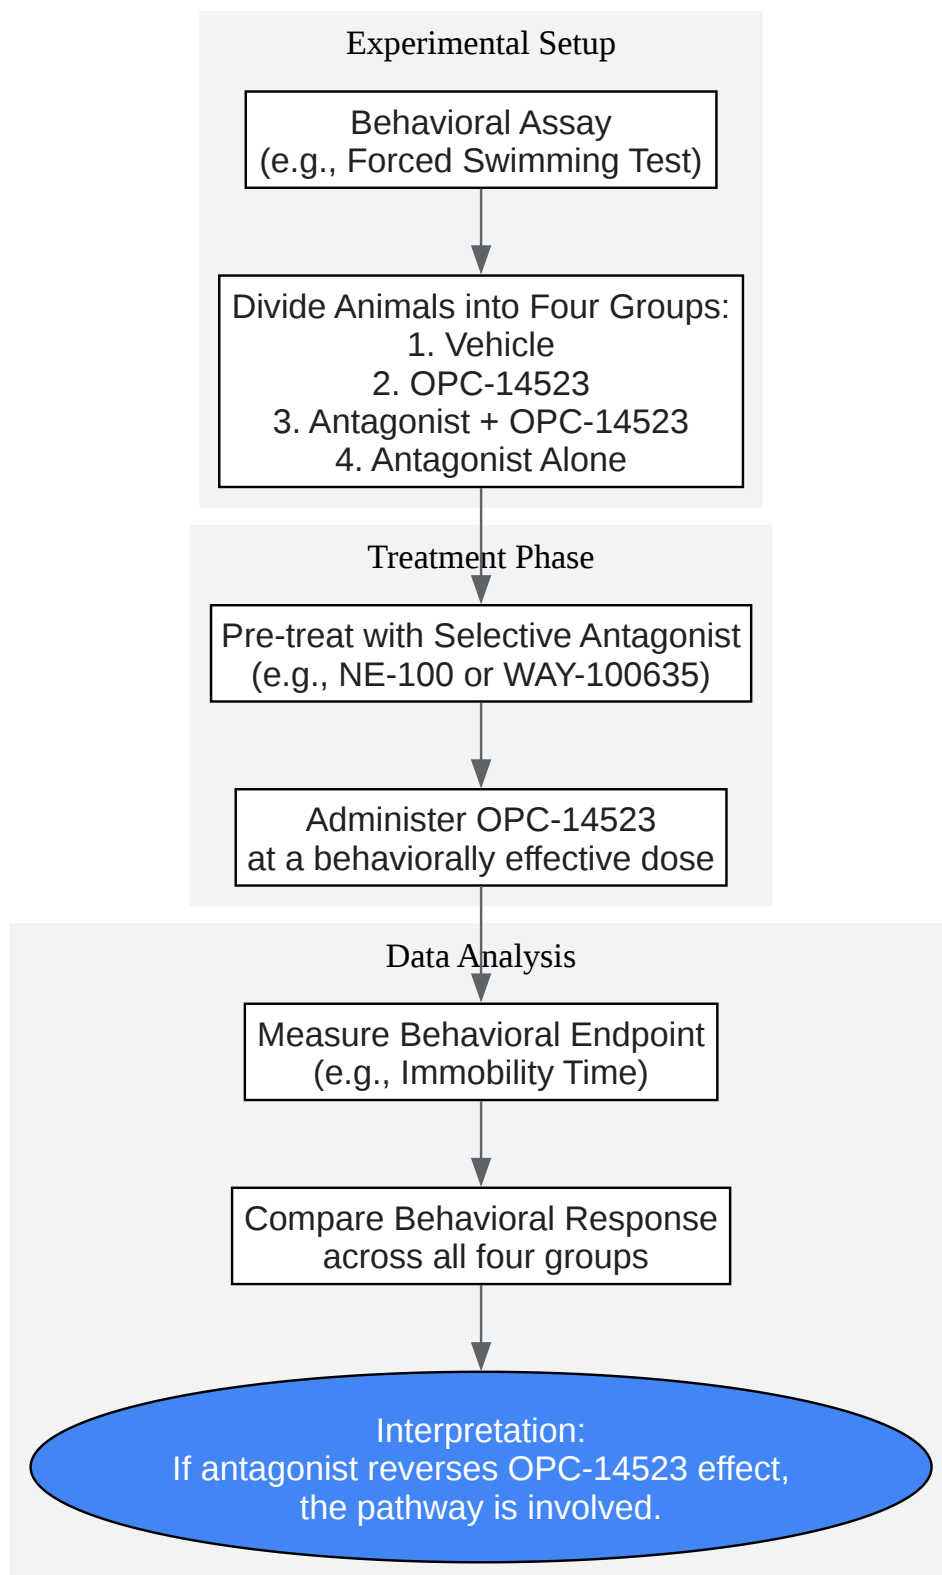 Experimental Setup
Behavioral Assay
(e.g., Forced Swimming Test)
Divide Animals into Four Groups:
1. Vehicle
2. OPC-14523
3. Antagonist + OPC-14523
4. Antagonist Alone
Treatment Phase
Pre-treat with Selective Antagonist
(e.g., NE-100 or WAY-100635)
Administer OPC-14523
at a behaviorally effective dose
Data Analysis
Measure Behavioral Endpoint
(e.g., Immobility Time)
Compare Behavioral Response
across all four groups
Interpretation:
If antagonist reverses OPC-14523 effect,
the pathway is involved.